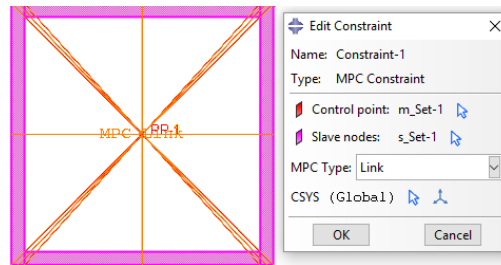 MPC Link
RP-1
Edit Constraint
Name: Constraint-1
Type: MPC Constraint
Control point: m_Set-1
Slave nodes: s_Set-1
MPC Type: Link
CSYS (Global)
OK Cancel